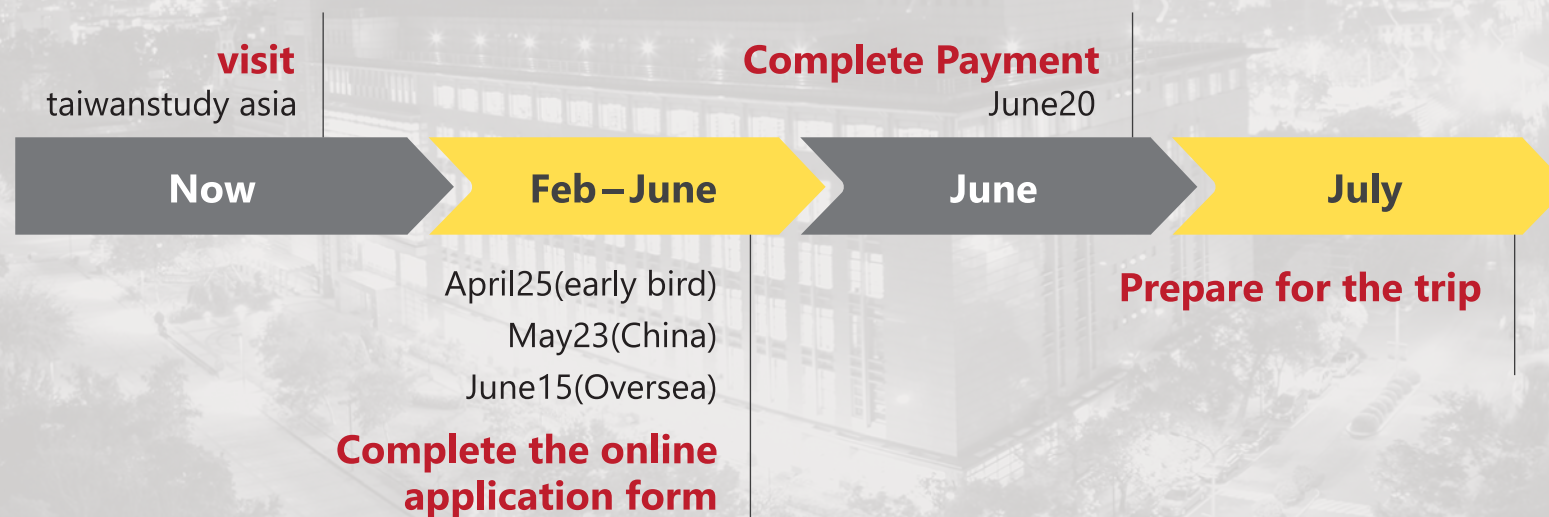 visit
taiwanstudy asia
Complete Payment
June20
Now
Feb–June
June
July
April25(early bird)
May23(China)
June15(Oversea)
Complete the online
application form
Prepare for the trip